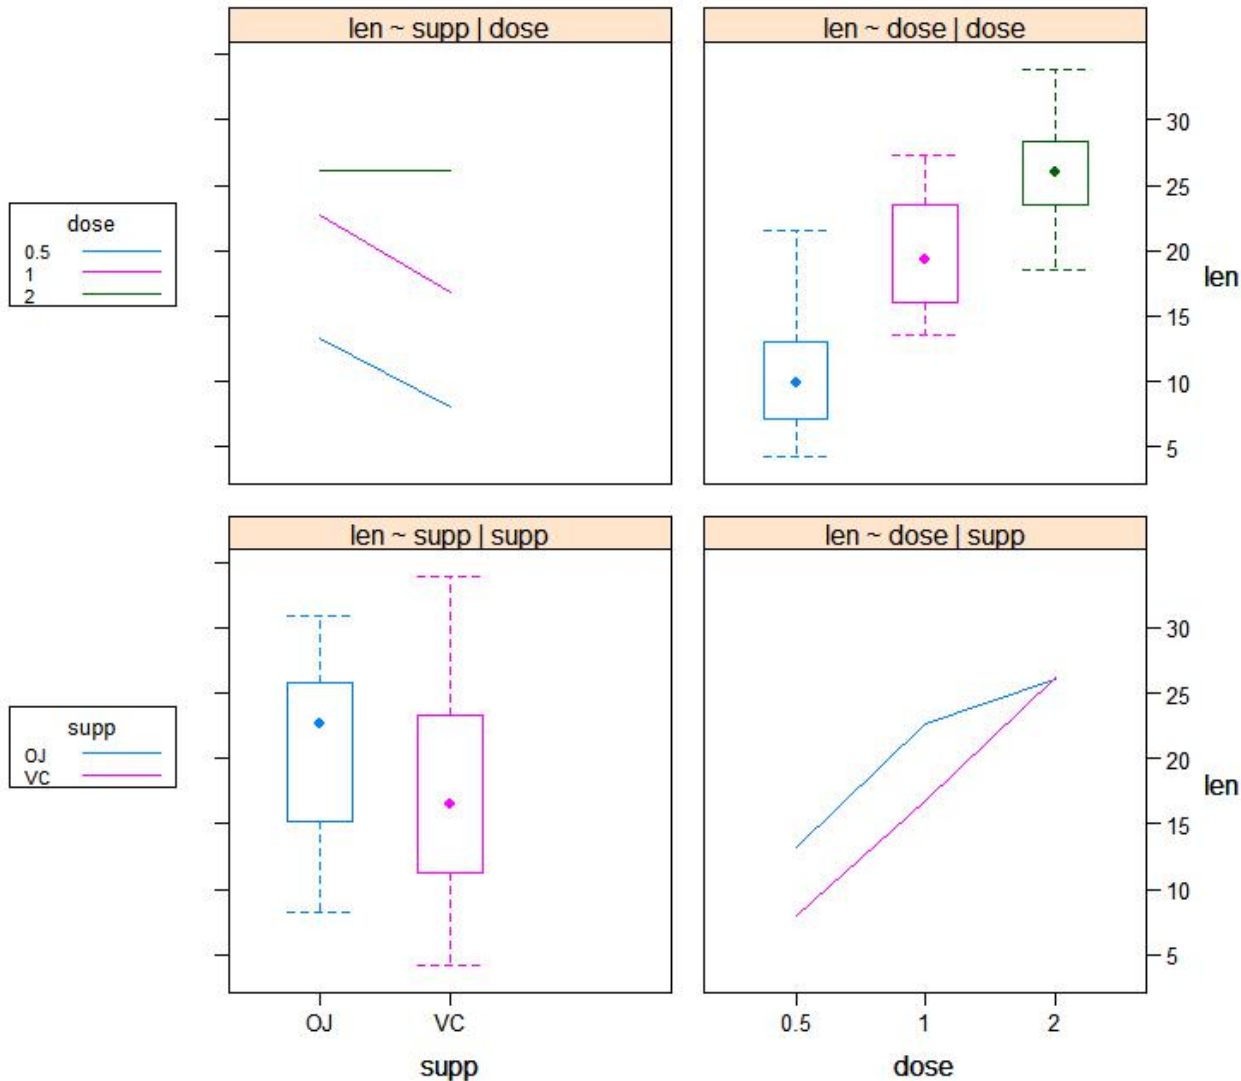 len ~ supp | dose
len ~ dose | dose
dose
0.5
1
2
30
25
20
15
10
5
len
len ~ supp | supp
len ~ dose | supp
supp
OJ
VC
30
25
20
15
10
5
len
OJ VC
supp
0.5 1 2
dose